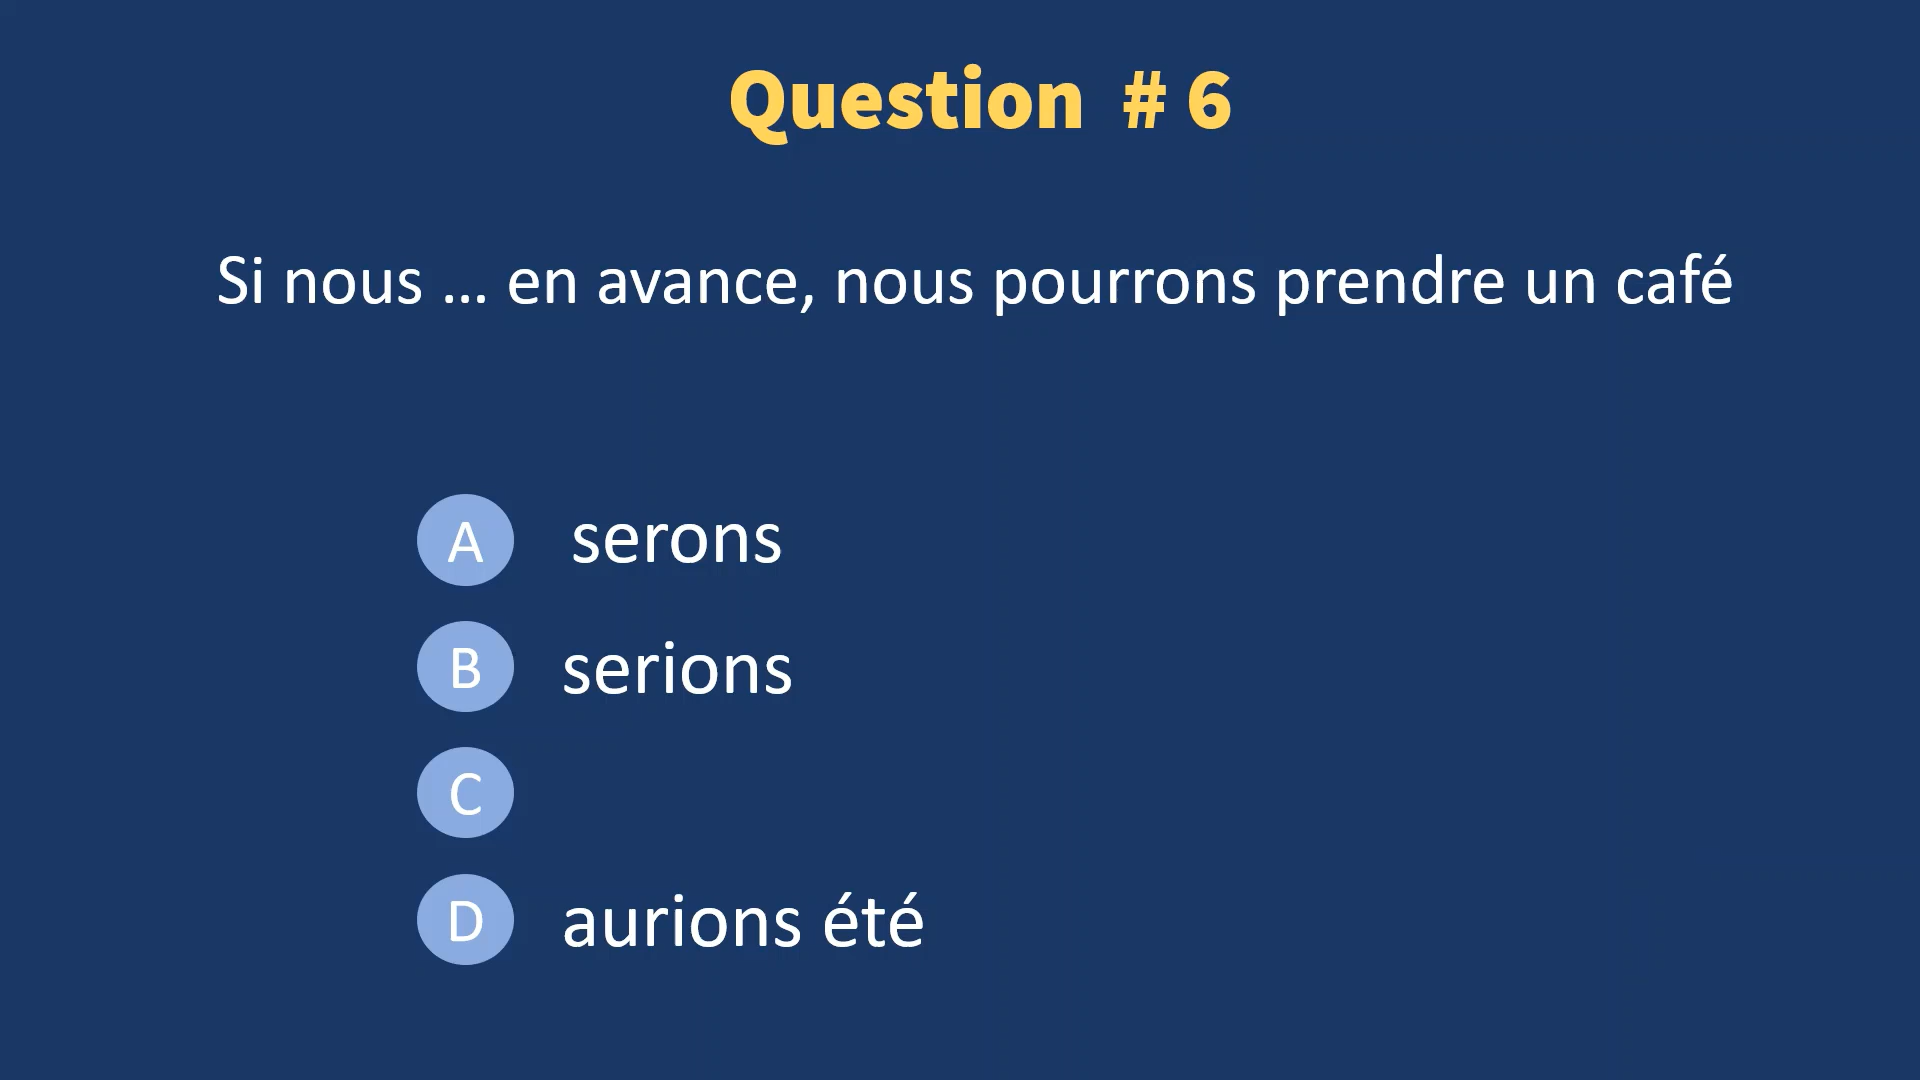 Question # 6
Si nous ... en avance, nous pourrons prendre un café
A serons
B serions
C
D aurions été